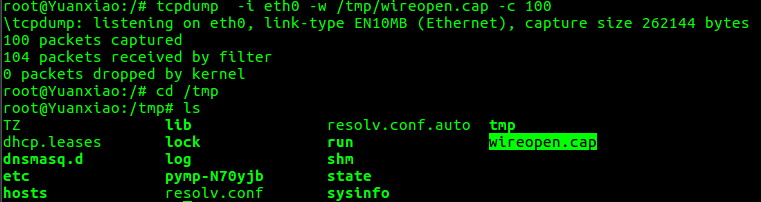 root@Yuanxiao:/# tcpdump  -i eth0 -w /tmp/wireopen.cap -c 100
\tcpdump: listening on eth0, link-type EN10MB (Ethernet), capture size 262144 bytes
100 packets captured
104 packets received by filter
0 packets dropped by kernel
root@Yuanxiao:/# cd /tmp
root@Yuanxiao:/tmp# ls
TZ                 lib                resolv.conf.auto   tmp
dhcp.leases        lock               run                wireopen.cap
dnsmasq.d          log                shm
etc                pymp-N70yjb        state
hosts              resolv.conf        sysinfo